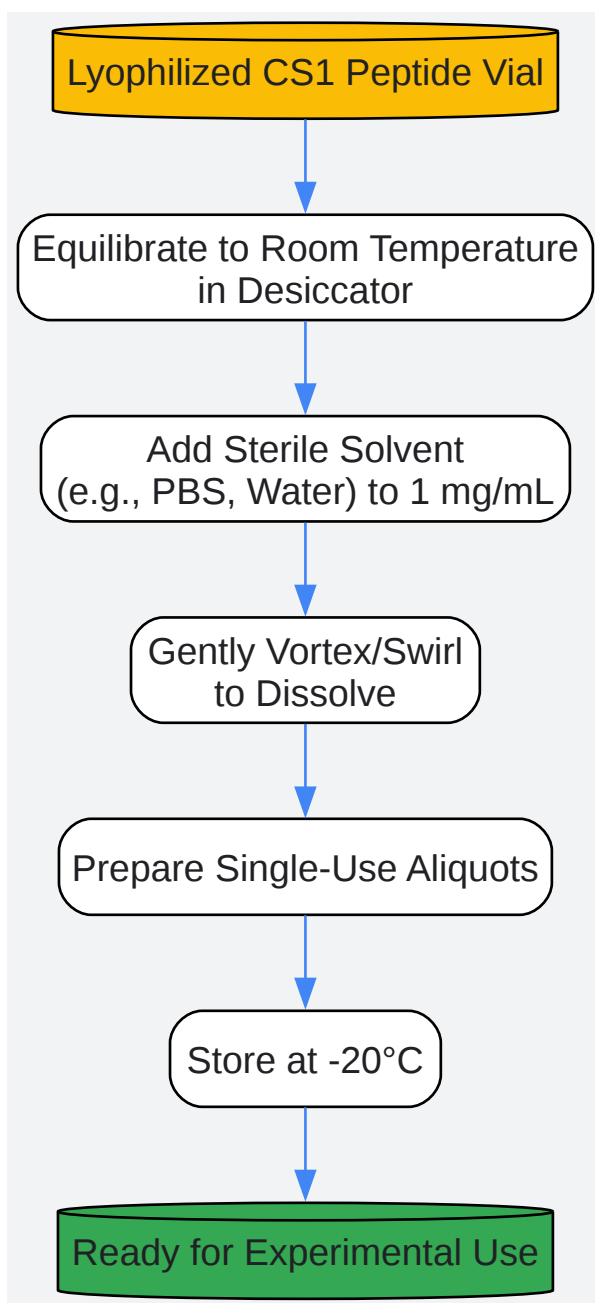 Lyophilized CS1 Peptide Vial
Equilibrate to Room Temperature
in Desiccator
Add Sterile Solvent
(e.g., PBS, Water) to 1 mg/mL
Gently Vortex/Swirl
to Dissolve
Prepare Single-Use Aliquots
Store at -20°C
Ready for Experimental Use